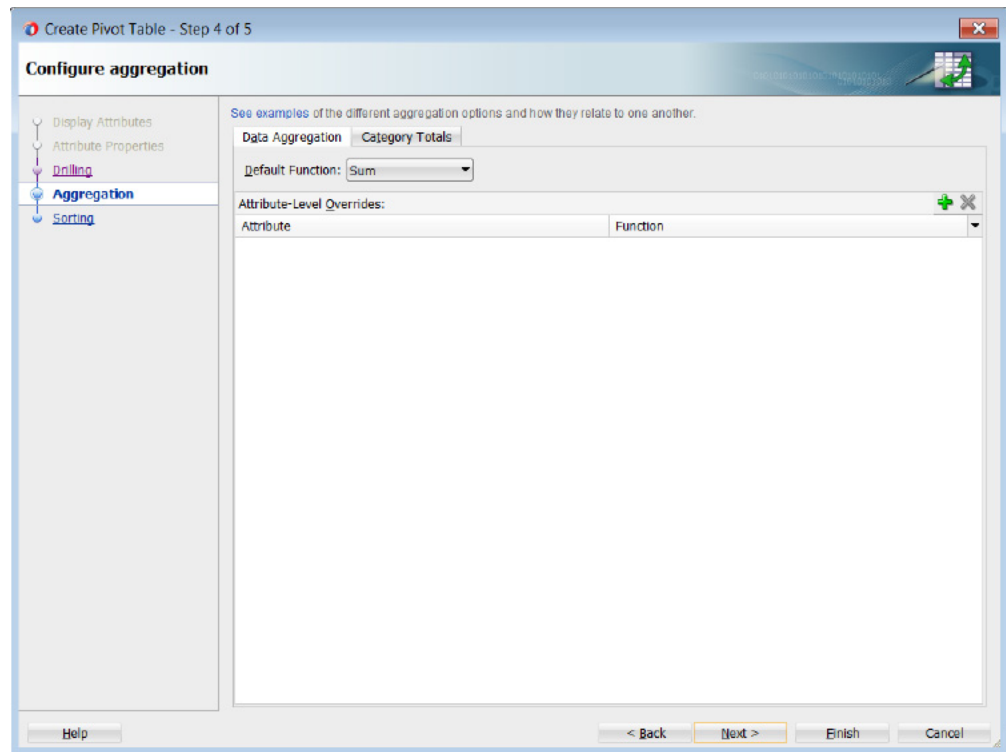 Create Pivot Table - Step 4 of 5
Configure aggregation
Display Attributes
Attribute Properties
Drilling
Aggregation
Sorting
See examples of the different aggregation options and how they relate to one another.
Data Aggregation Category Totals
Default Function: Sum
Attribute-Level Overrides:
Attribute Function
Help < Back Next > Finish Cancel